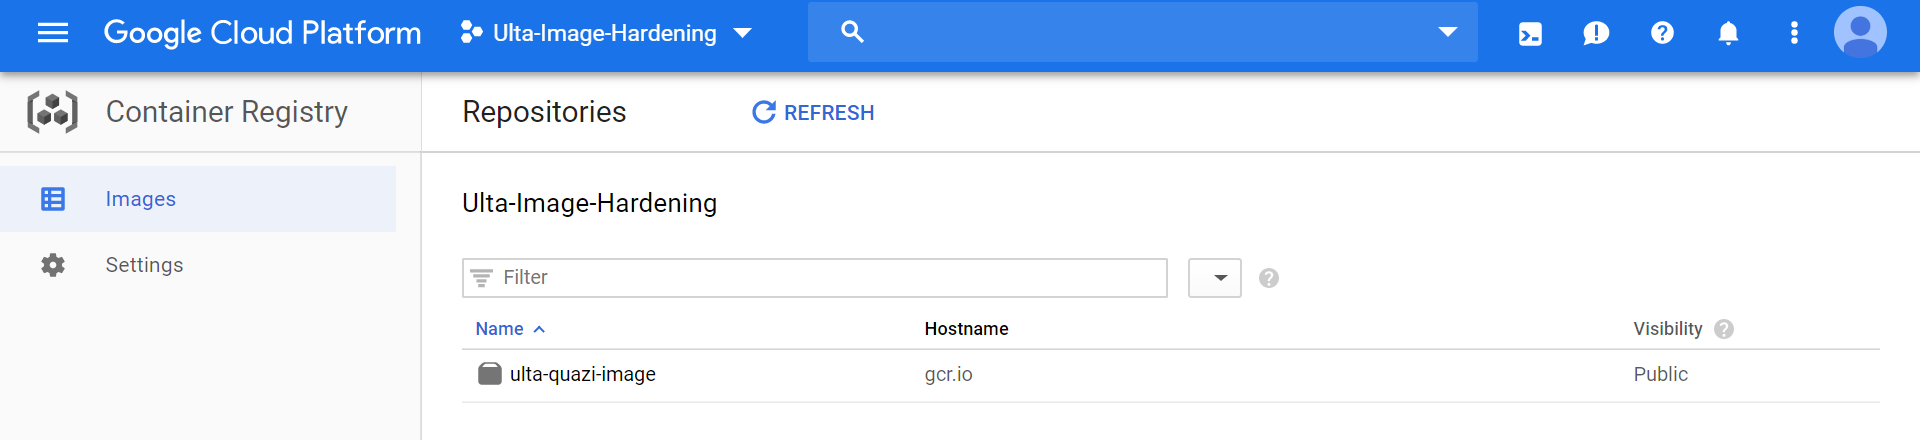 Google Cloud Platform Ulta-Image-Hardening
Container Registry
Repositories REFRESH
Images
Settings
Ulta-Image-Hardening
Filter
Name Hostname Visibility
ulta-quazi-image gcr.io Public